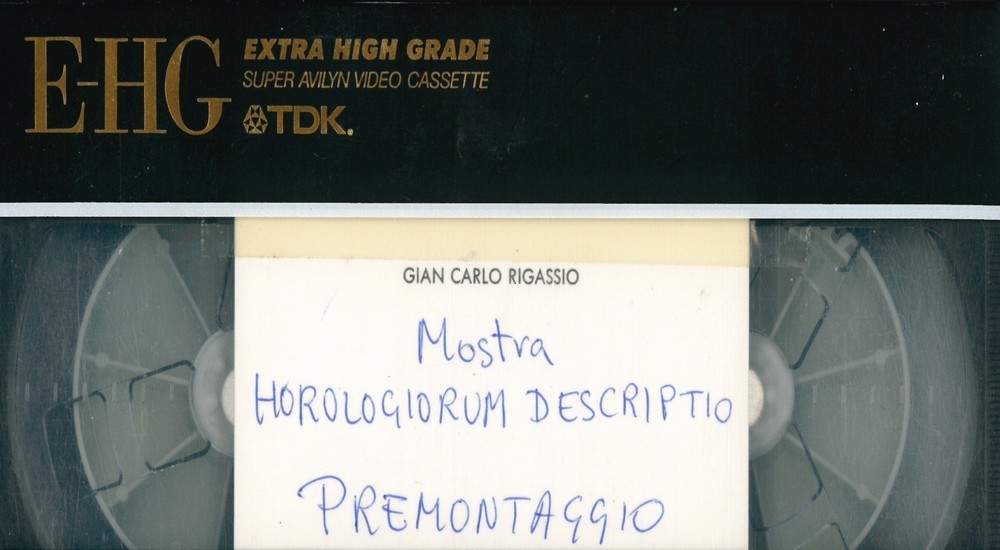 E-HG
EXTRA HIGH GRADE
SUPER AVILYN VIDEO CASSETTE
TDK.
GIAN CARLO RIGASSIO
Mostra
HOROLOGIORUM DESCRIPTIO
PREMONTAGGIO